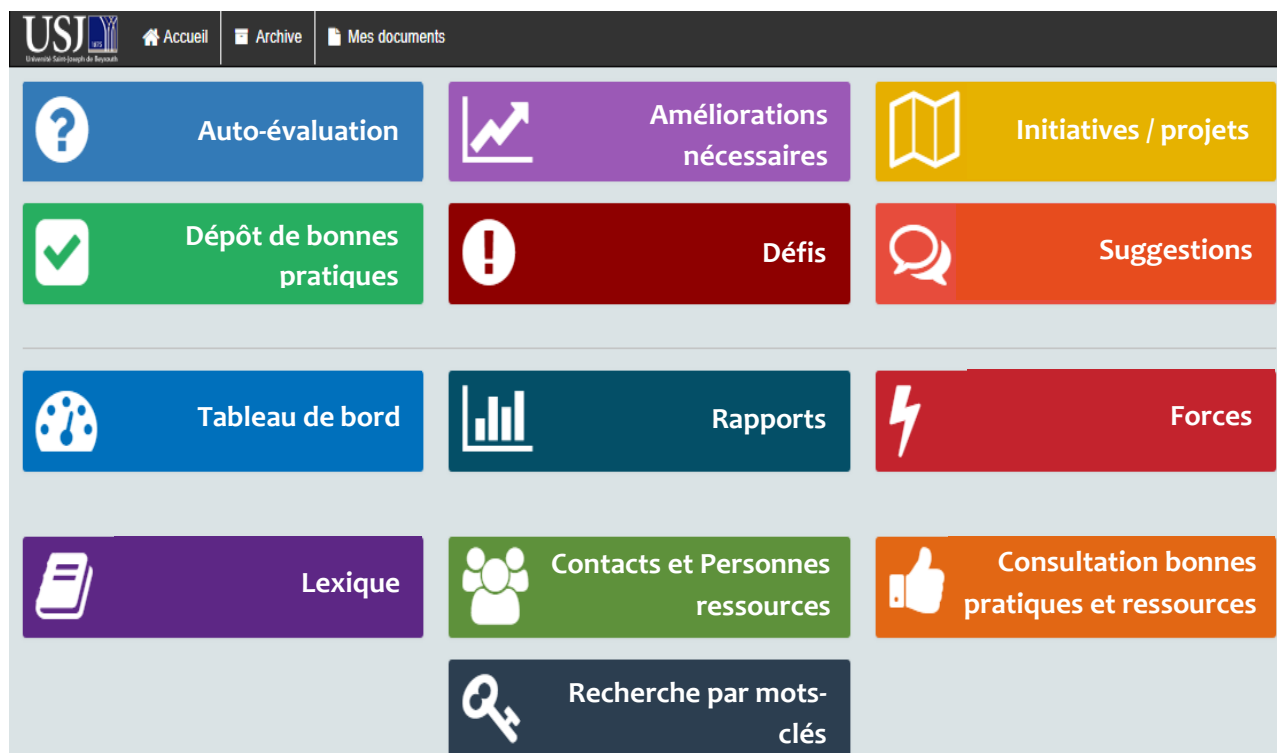 USJ
1875
Université Saint-Joseph de Beyrouth
Accueil
Archive
Mes documents
Auto-évaluation
Améliorations
nécessaires
Initiatives / projets
Dépôt de bonnes
pratiques
Défis
Suggestions
Tableau de bord
Rapports
Forces
Lexique
Contacts et Personnes
ressources
Consultation bonnes
pratiques et ressources
Recherche par mots-
clés